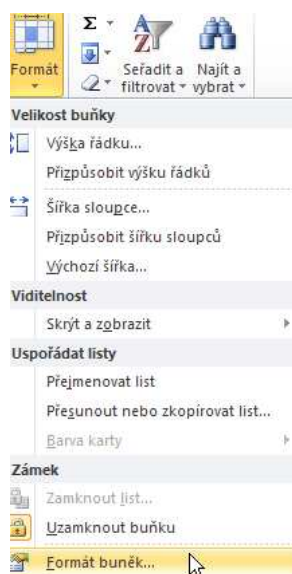 Formát
Σ
A
Z
Seřadit a
filtrovat
Najít a
vybrat
Velikost buňky
Výška řádku...
Přizpůsobit výšku řádků
Šířka sloupce...
Přizpůsobit šířku sloupců
Výchozí šířka...
Viditelnost
Skrýt a zobrazit
Uspořádat listy
Přejmenovat list
Přesunout nebo zkopírovat list...
Barva karty
Zámek
Zamknout list...
Uzamknout buňku
Formát buněk...